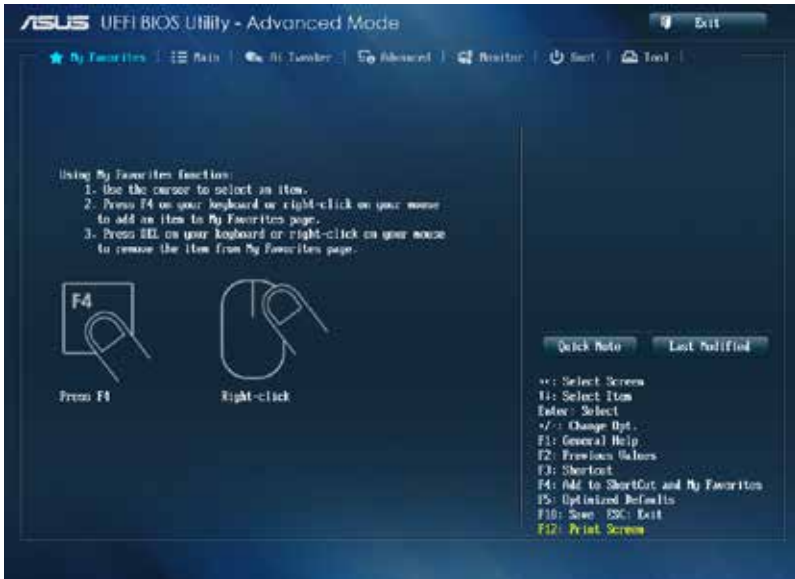 ASUS UEFI BIOS Utility - Advanced Mode
Exit
My Favorites Main Ai Tweaker Advanced Monitor Boot Tool
Using My Favorites function:
1. Use the cursor to select an item.
2. Press F4 on your keyboard or right-click on your mouse
to add an item to My Favorites page.
3. Press DEL on your keyboard or right-click on your mouse
to remove the item from My Favorites page.
F4
Press F4
Right-click
Quick Note
Last Modified
→←: Select Screen
↑↓: Select Item
Enter: Select
+/-: Change Opt.
F1: General Help
F2: Previous Values
F3: Shortcut
F4: Add to ShortCut and My Favorites
F5: Optimized Defaults
F10: Save ESC: Exit
F12: Print Screen